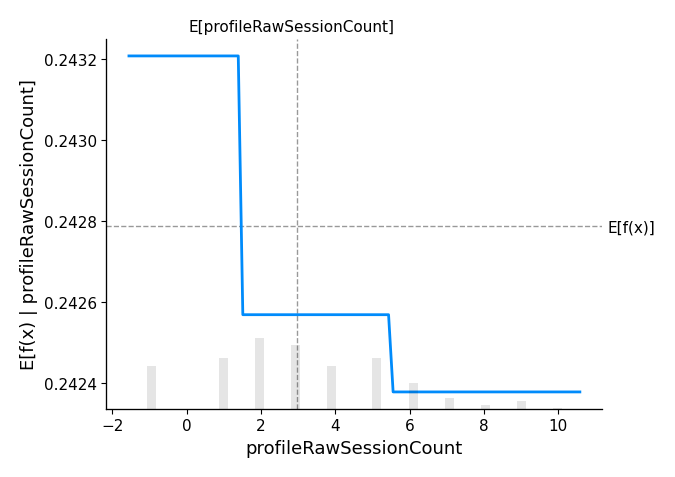 E[profileRawSessionCount]
E[f(x) | profileRawSessionCount]
0.2432
0.2430
0.2428
0.2426
0.2424
E[f(x)]
−2 0 2 4 6 8 10
profileRawSessionCount